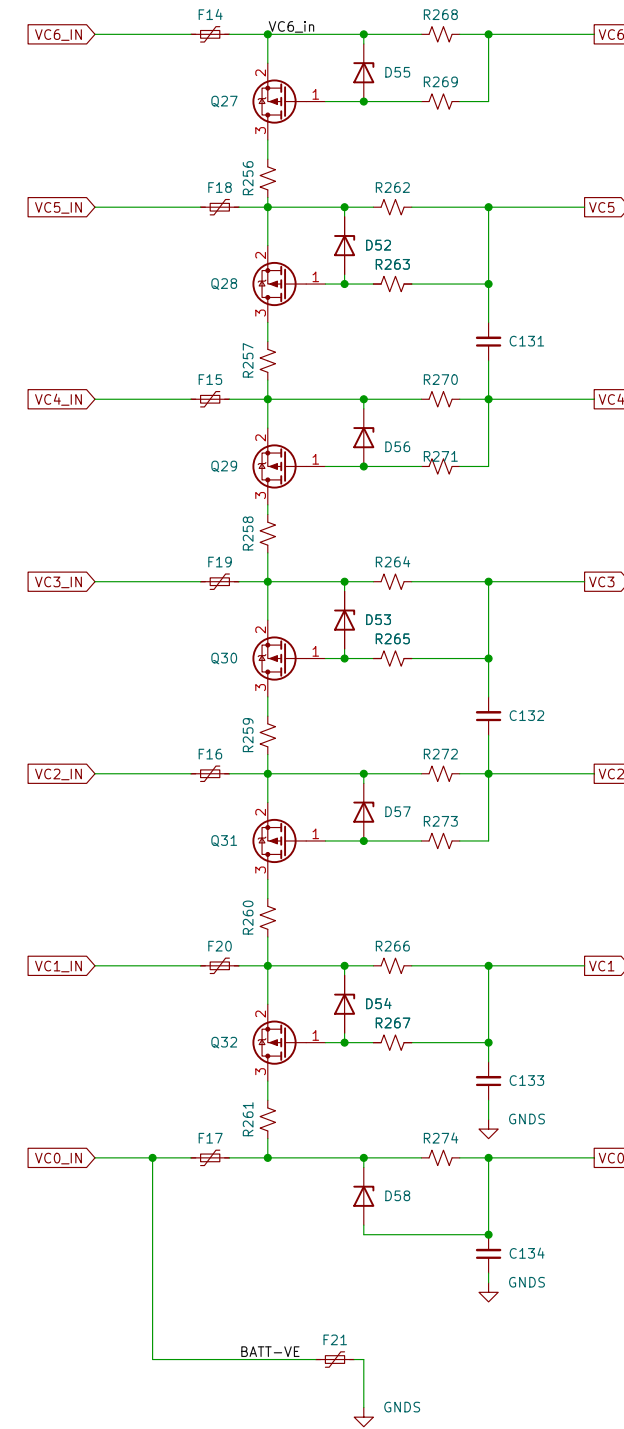 F14
VC6_in
R268
VC6_IN
VC6
2
D55
R269
Q27
1
3
R256
F18
R262
VC5_IN
VC5
2
D52
R263
Q28
1
3
C131
R257
F15
R270
VC4_IN
VC4
2
D56
R271
Q29
1
3
R258
F19
R264
VC3_IN
VC3
2
D53
R265
Q30
1
3
C132
R259
F16
R272
VC2_IN
VC2
2
D57
R273
Q31
1
3
R260
F20
R266
VC1_IN
VC1
2
D54
R267
Q32
1
3
C133
R261
GNDS
F17
R274
VC0_IN
VC0
D58
C134
GNDS
F21
BATT-VE
GNDS